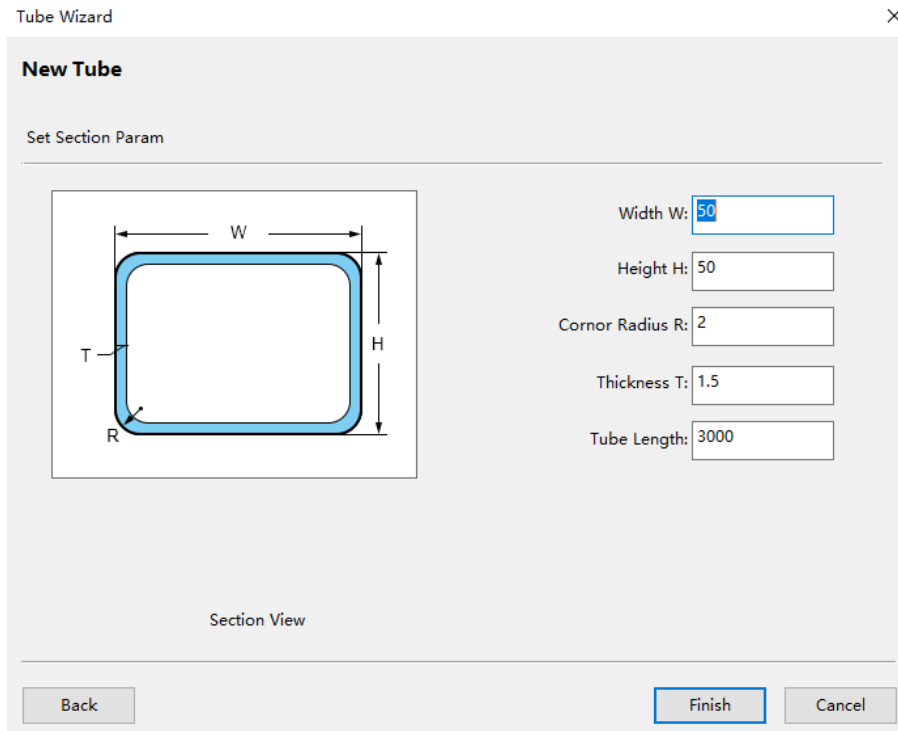 Tube Wizard
New Tube
Set Section Param
W
H
T
R
Section View
Width W: 50
Height H: 50
Cornor Radius R: 2
Thickness T: 1.5
Tube Length: 3000
Back
Finish
Cancel